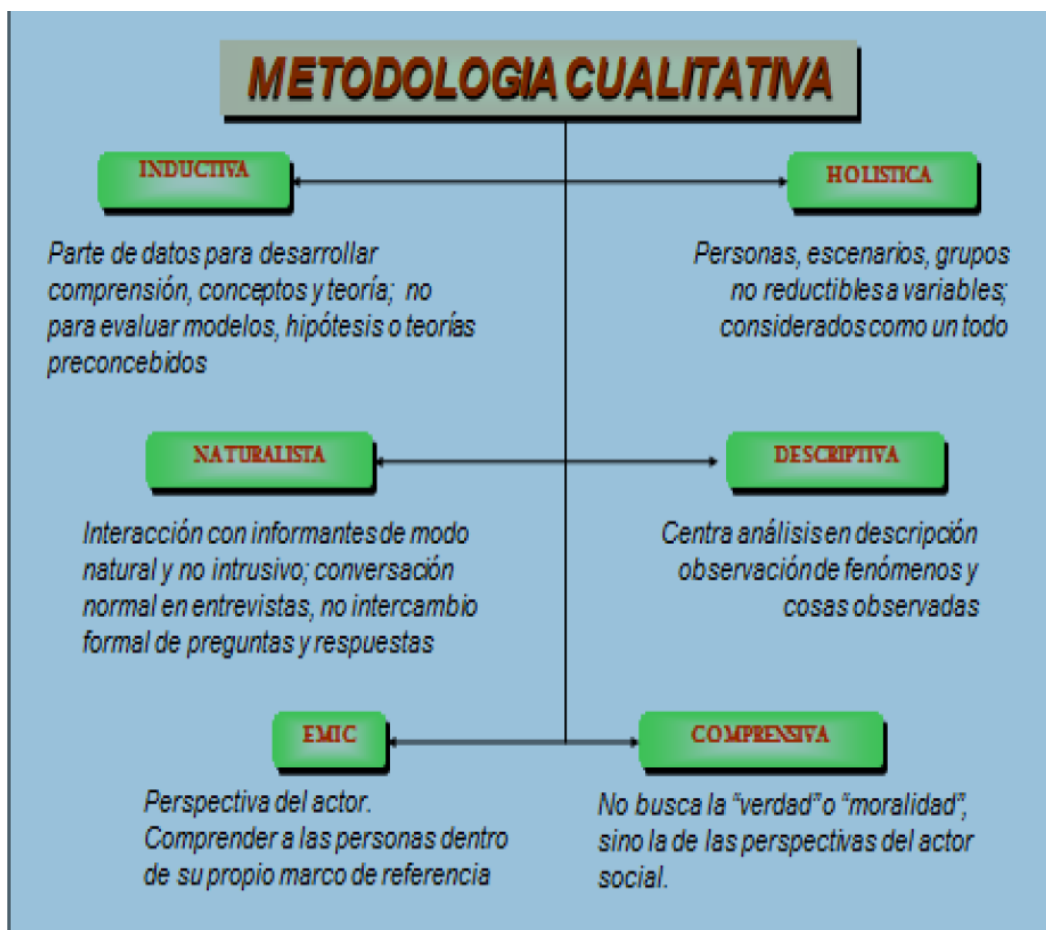 METODOLOGIA CUALITATIVA
INDUCTIVA
Parte de datos para desarrollar
comprensión, conceptos y teoría; no
para evaluar modelos, hipótesis o teorías
preconcebidos
HOLISTICA
Personas, escenarios, grupos
no reductibles a variables;
considerados como un todo
NATURALISTA
Interacción con informantes de modo
natural y no intrusivo; conversación
normal en entrevistas, no intercambio
formal de preguntas y respuestas
DESCRIPTIVA
Centra análisis en descripción
observación de fenómenos y
cosas observadas
EMIC
Perspectiva del actor.
Comprender a las personas dentro
de su propio marco de referencia
COMPRENSIVA
No busca la “verdad” o “moralidad”,
sino la de las perspectivas del actor
social.